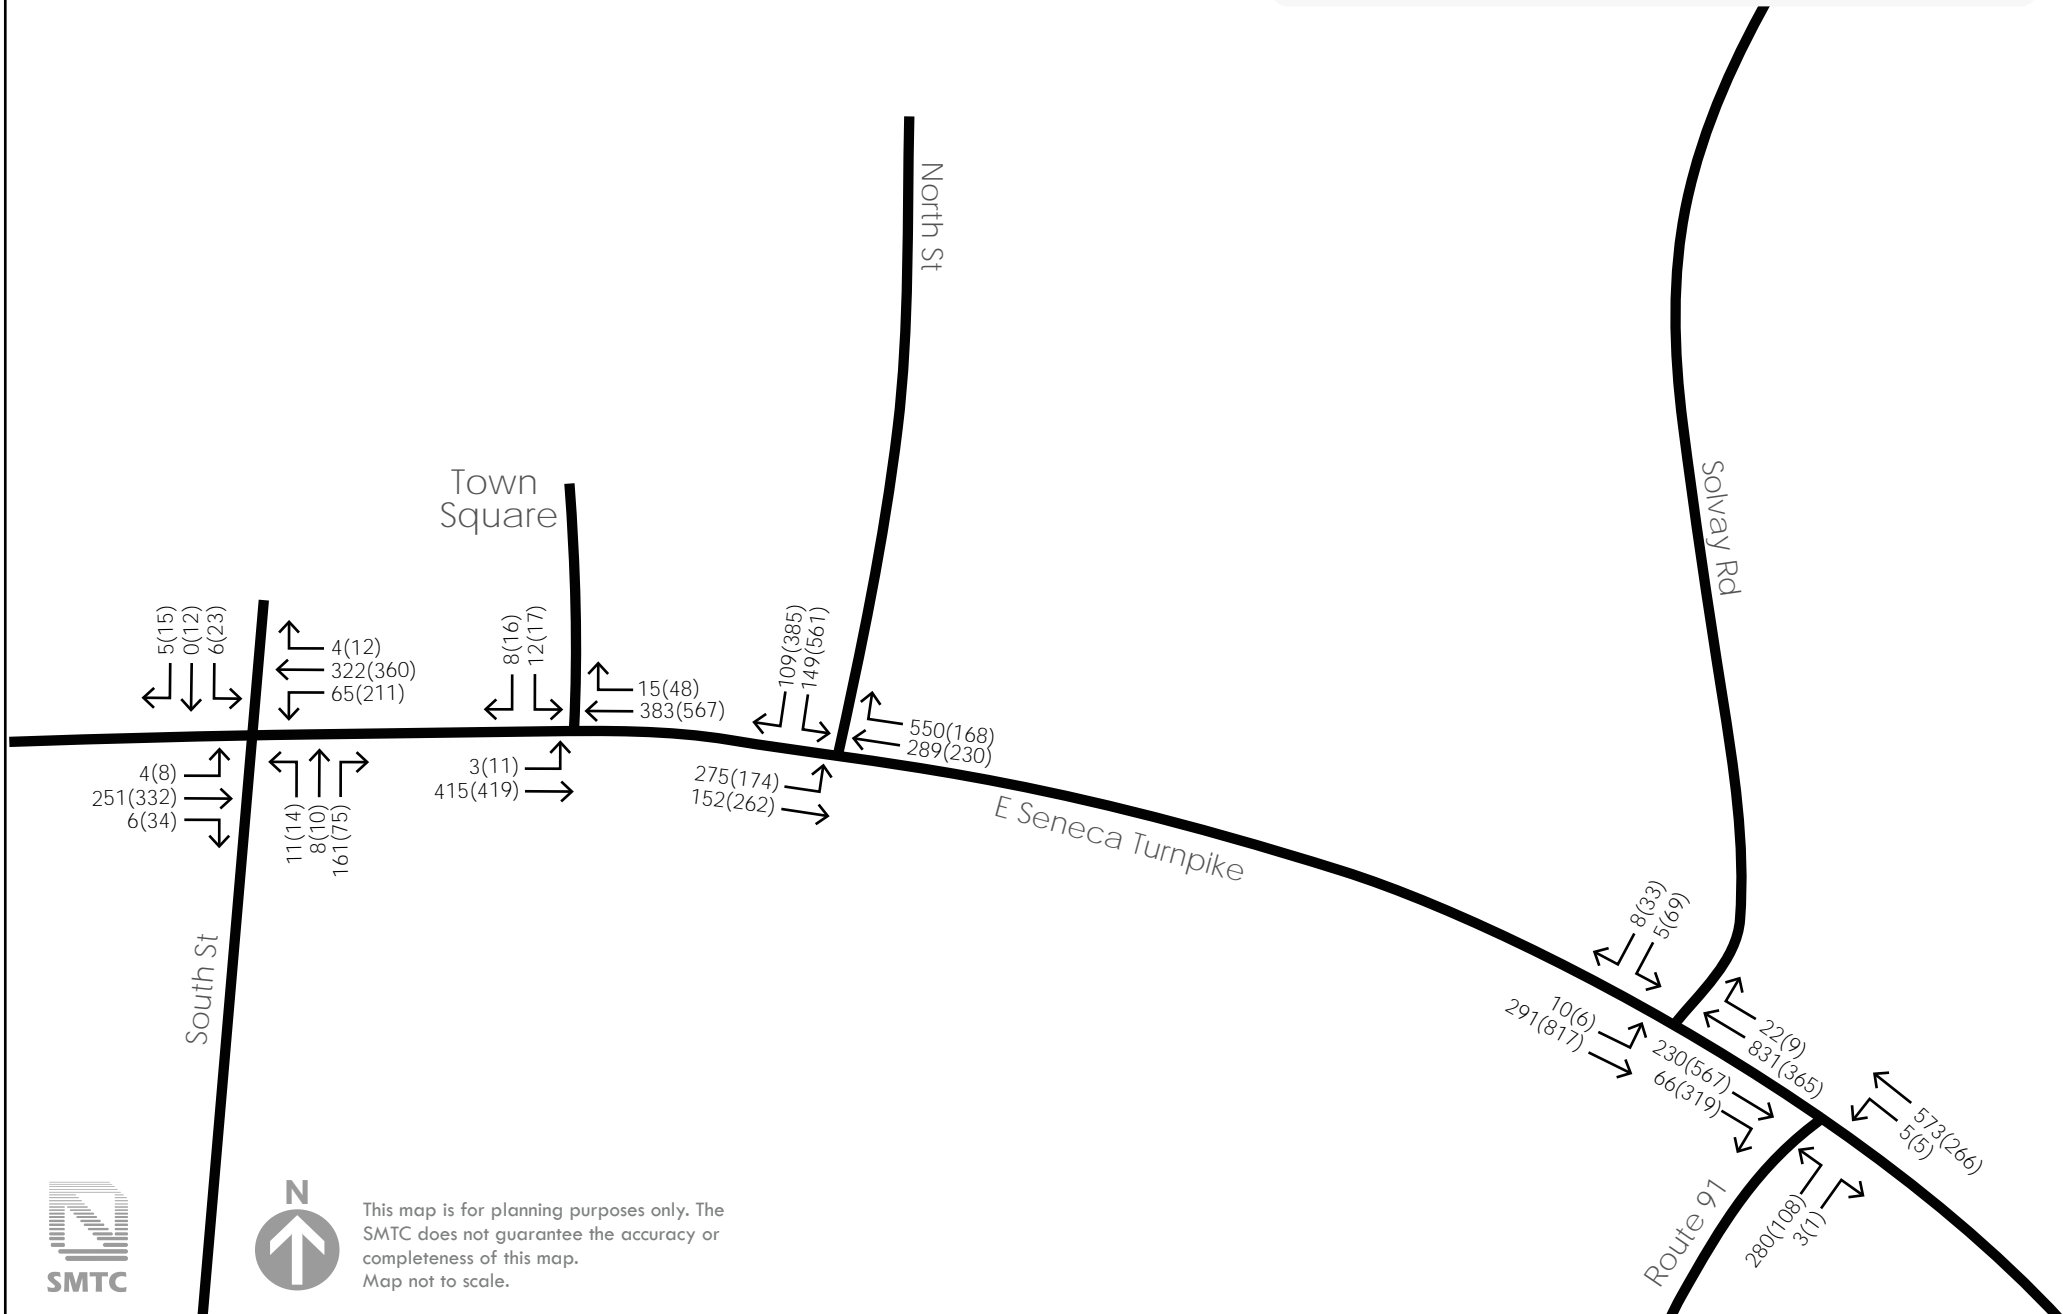 North St
Town
Square
Solvay Rd
5(15)
0(12)
6(23)
4(12)
322(360)
65(211)
8(16)
12(17)
15(48)
383(567)
109(385)
149(561)
550(168)
289(230)
4(8)
251(332)
6(34)
11(14)
8(10)
161(75)
3(11)
415(419)
275(174)
152(262)
E Seneca Turnpike
South St
8(33)
5(69)
10(6)
291(817)
22(9)
831(365)
230(567)
66(319)
573(266)
5(5)
280(108)
3(1)
Route 91
SMTC
N
This map is for planning purposes only. The
SMTC does not guarantee the accuracy or
completeness of this map.
Map not to scale.